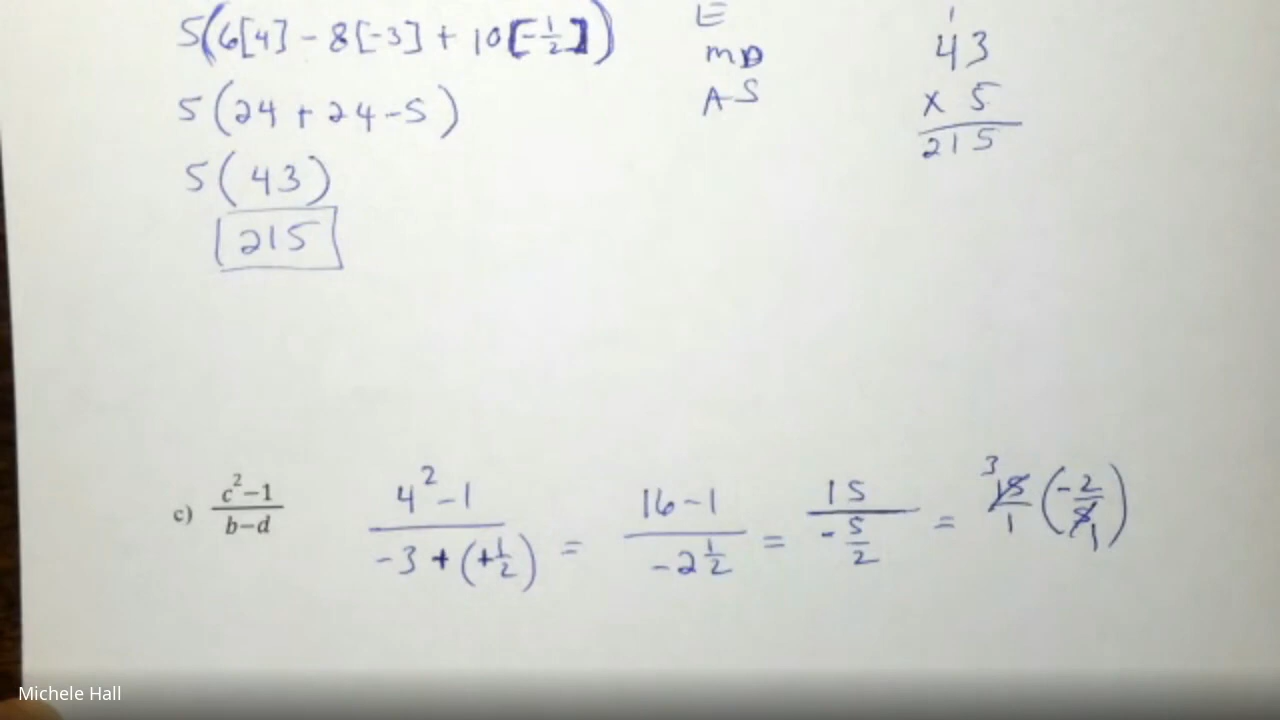 5(6[4] - 8[-3] + 10[-1/2])
E
MD
AS
5(24 + 24 - 5)
5(43)
215
1
43
x 5
215
c) (c²-1)/(b-d)
(4²-1)/(-3 + (+1/2)) = (16-1)/(-2 1/2) = 15/(-5/2) = 3 15/1 (-2/5 1)
Michele Hall